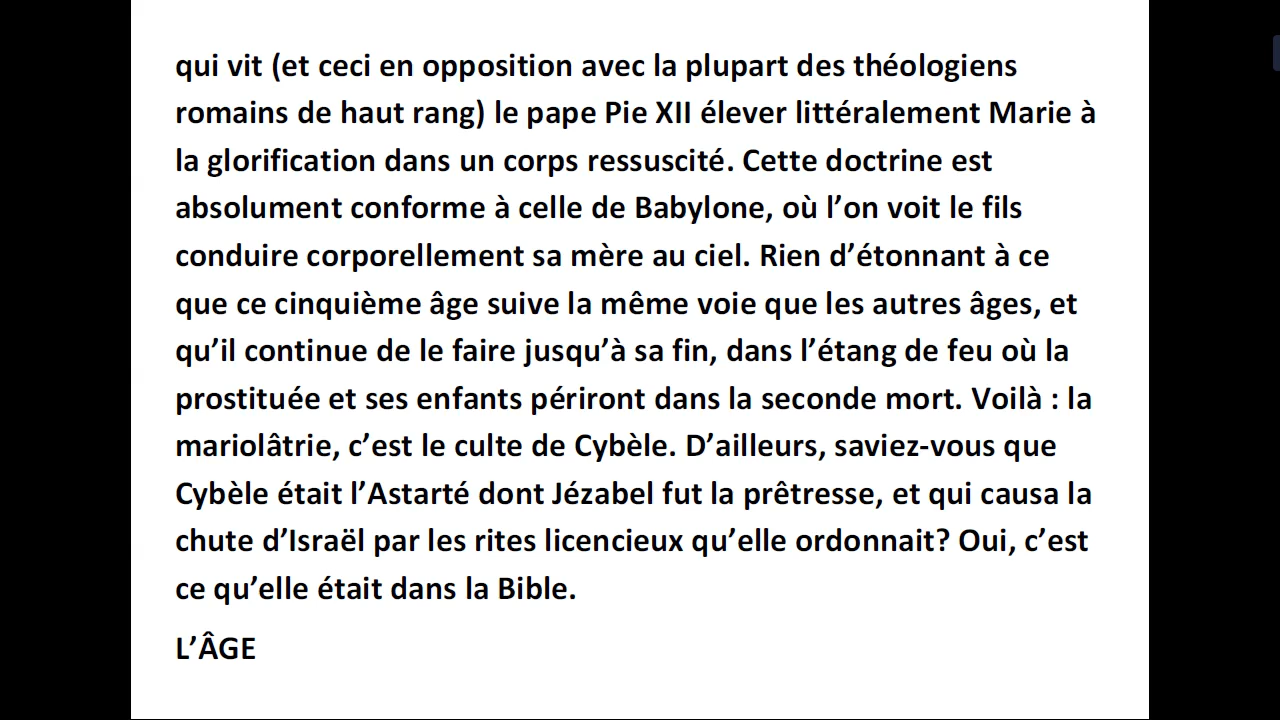 qui vit (et ceci en opposition avec la plupart des théologiens
romains de haut rang) le pape Pie XII élever littéralement Marie à
la glorification dans un corps ressuscité. Cette doctrine est
absolument conforme à celle de Babylone, où l’on voit le fils
conduire corporellement sa mère au ciel. Rien d’étonnant à ce
que ce cinquième âge suive la même voie que les autres âges, et
qu’il continue de le faire jusqu’à sa fin, dans l’étang de feu où la
prostituée et ses enfants périront dans la seconde mort. Voilà : la
mariolâtrie, c’est le culte de Cybèle. D’ailleurs, saviez-vous que
Cybèle était l’Astarté dont Jézabel fut la prêtresse, et qui causa la
chute d’Israël par les rites licencieux qu’elle ordonnait? Oui, c’est
ce qu’elle était dans la Bible.
L’ÂGE